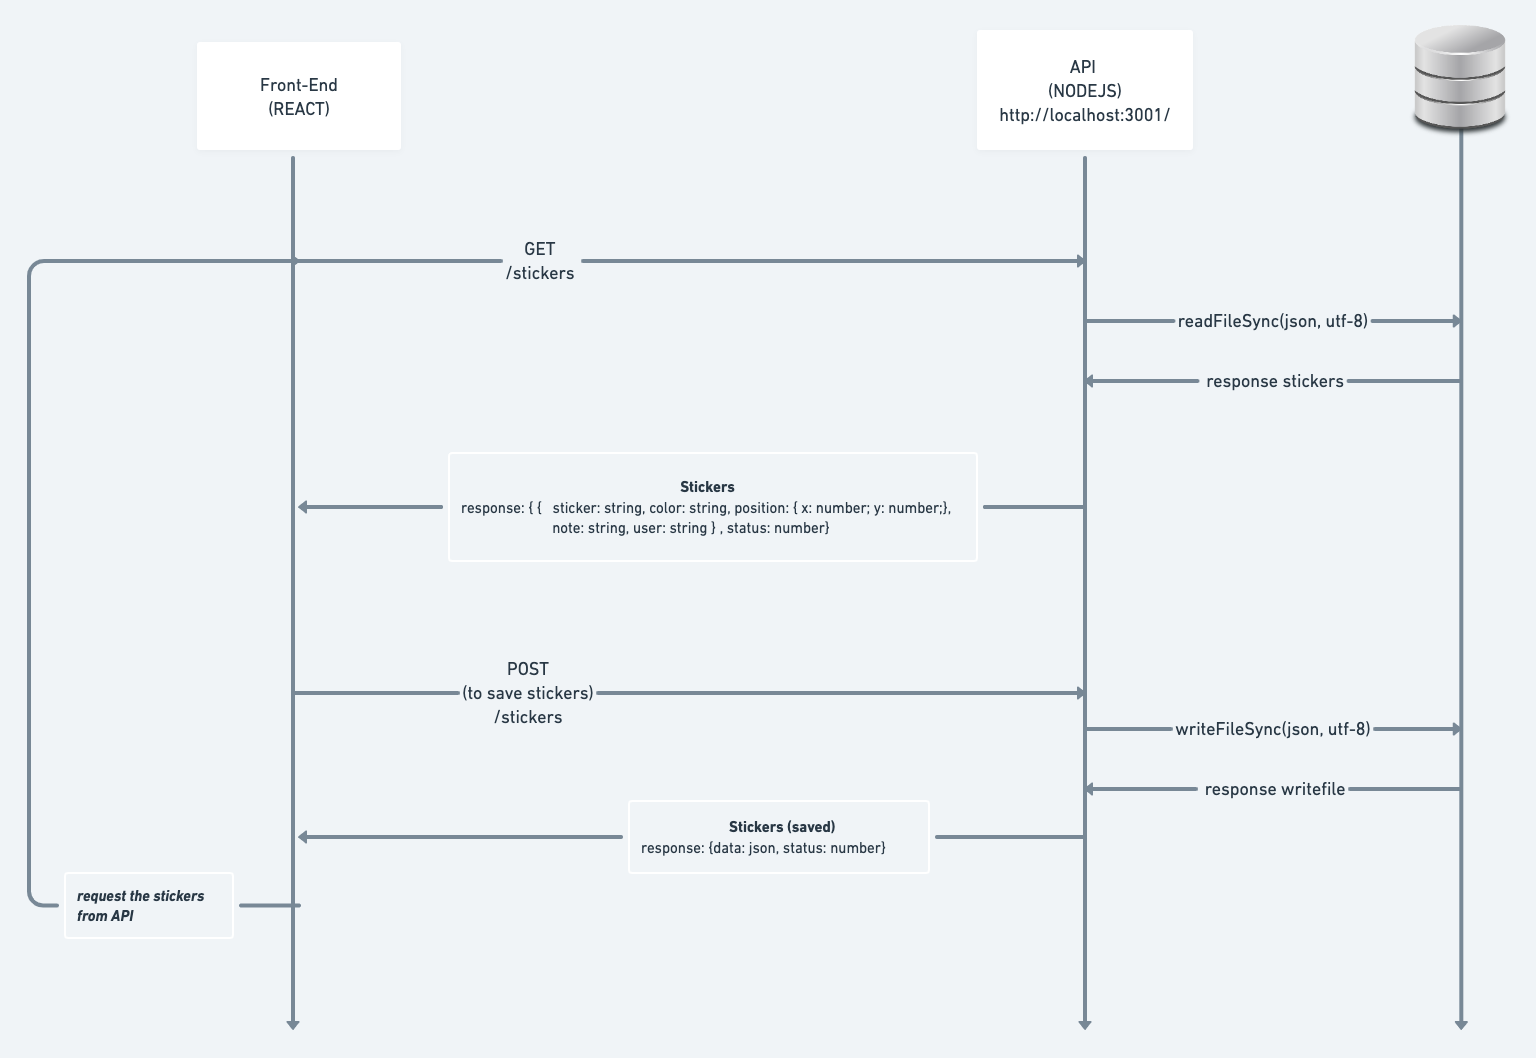 Front-End
(REACT)
API
(NODEJS)
http://localhost:3001/
GET
/stickers
readFileSync(json, utf-8)
response stickers
Stickers
response: { { sticker: string, color: string, position: { x: number; y: number;},
note: string, user: string } , status: number}
POST
(to save stickers)
/stickers
writeFileSync(json, utf-8)
response writefile
Stickers (saved)
response: {data: json, status: number}
request the stickers
from API